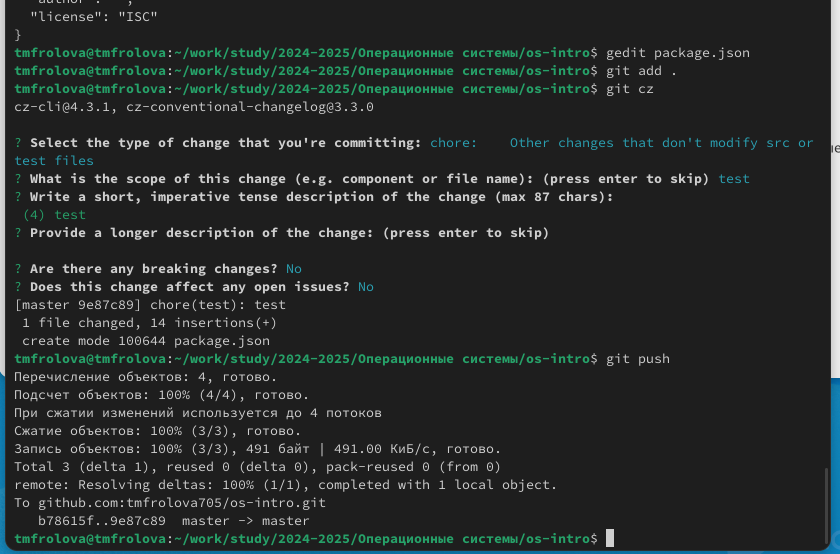 "license": "ISC"
}
tmfrolova@tmfrolova:~/work/study/2024-2025/Операционные системы/os-intro$ gedit package.json
tmfrolova@tmfrolova:~/work/study/2024-2025/Операционные системы/os-intro$ git add .
tmfrolova@tmfrolova:~/work/study/2024-2025/Операционные системы/os-intro$ git cz
cz-cli@4.3.1, cz-conventional-changelog@3.3.0
? Select the type of change that you're committing: chore:    Other changes that don't modify src or
test files
? What is the scope of this change (e.g. component or file name): (press enter to skip) test
? Write a short, imperative tense description of the change (max 87 chars):
(4) test
? Provide a longer description of the change: (press enter to skip)
? Are there any breaking changes? No
? Does this change affect any open issues? No
[master 9e87c89] chore(test): test
1 file changed, 14 insertions(+)
create mode 100644 package.json
tmfrolova@tmfrolova:~/work/study/2024-2025/Операционные системы/os-intro$ git push
Перечисление объектов: 4, готово.
Подсчет объектов: 100% (4/4), готово.
При сжатии изменений используется до 4 потоков
Сжатие объектов: 100% (3/3), готово.
Запись объектов: 100% (3/3), 491 байт | 491.00 КиБ/с, готово.
Total 3 (delta 1), reused 0 (delta 0), pack-reused 0 (from 0)
remote: Resolving deltas: 100% (1/1), completed with 1 local object.
To github.com:tmfrolova705/os-intro.git
b78615f..9e87c89  master -> master
tmfrolova@tmfrolova:~/work/study/2024-2025/Операционные системы/os-intro$